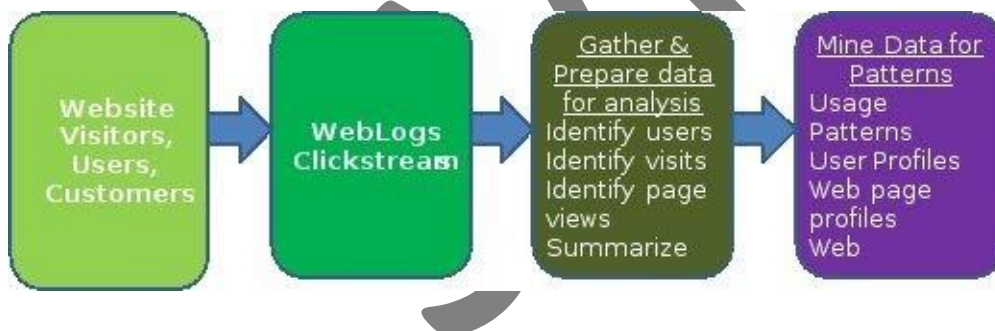 Website
Visitors,
Users,
Customers
WebLogs
Clickstream
Gather &
Prepare data
for analysis
Identify users
Identify visits
Identify page
views
Summarize
Mine Data for
Patterns
Usage
Patterns
User Profiles
Web page
profiles
Web